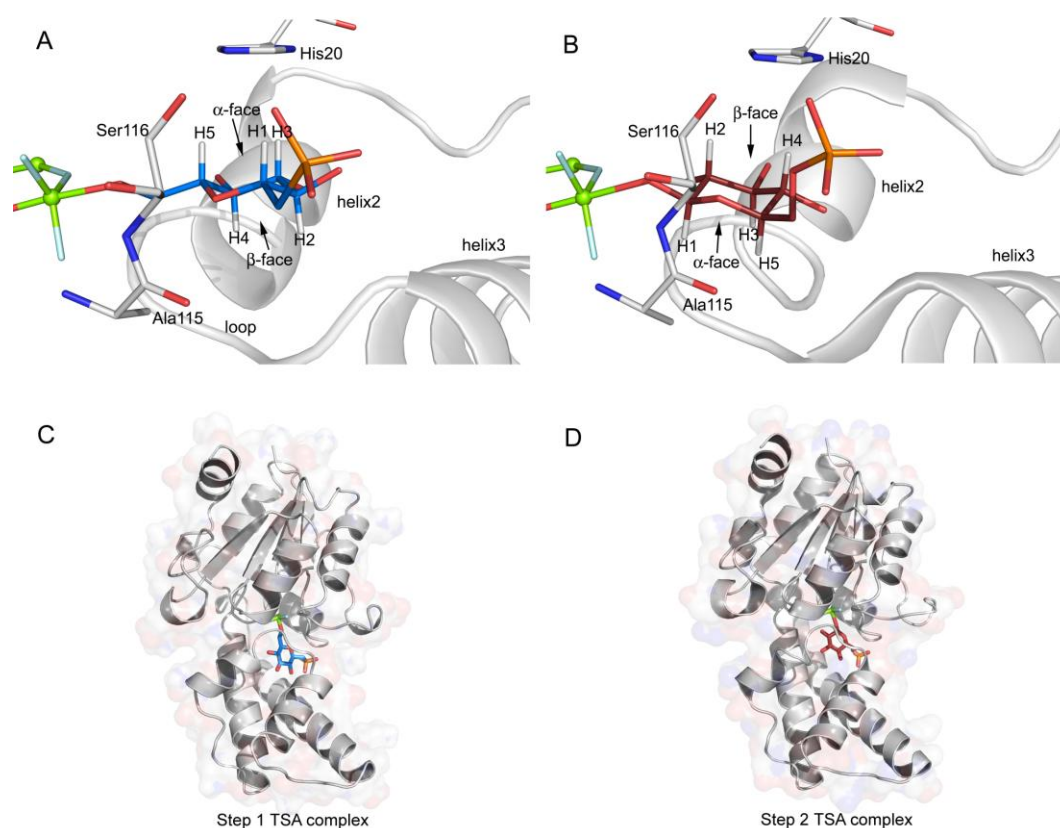 A
His20
α-face
Ser116
H5
H1
H3
helix2
H4
H2
β-face
helix3
Ala115
loop
B
His20
β-face
Ser116
H2
H4
helix2
H1
H3
α-face
H5
helix3
Ala115
C
Step 1 TSA complex
D
Step 2 TSA complex